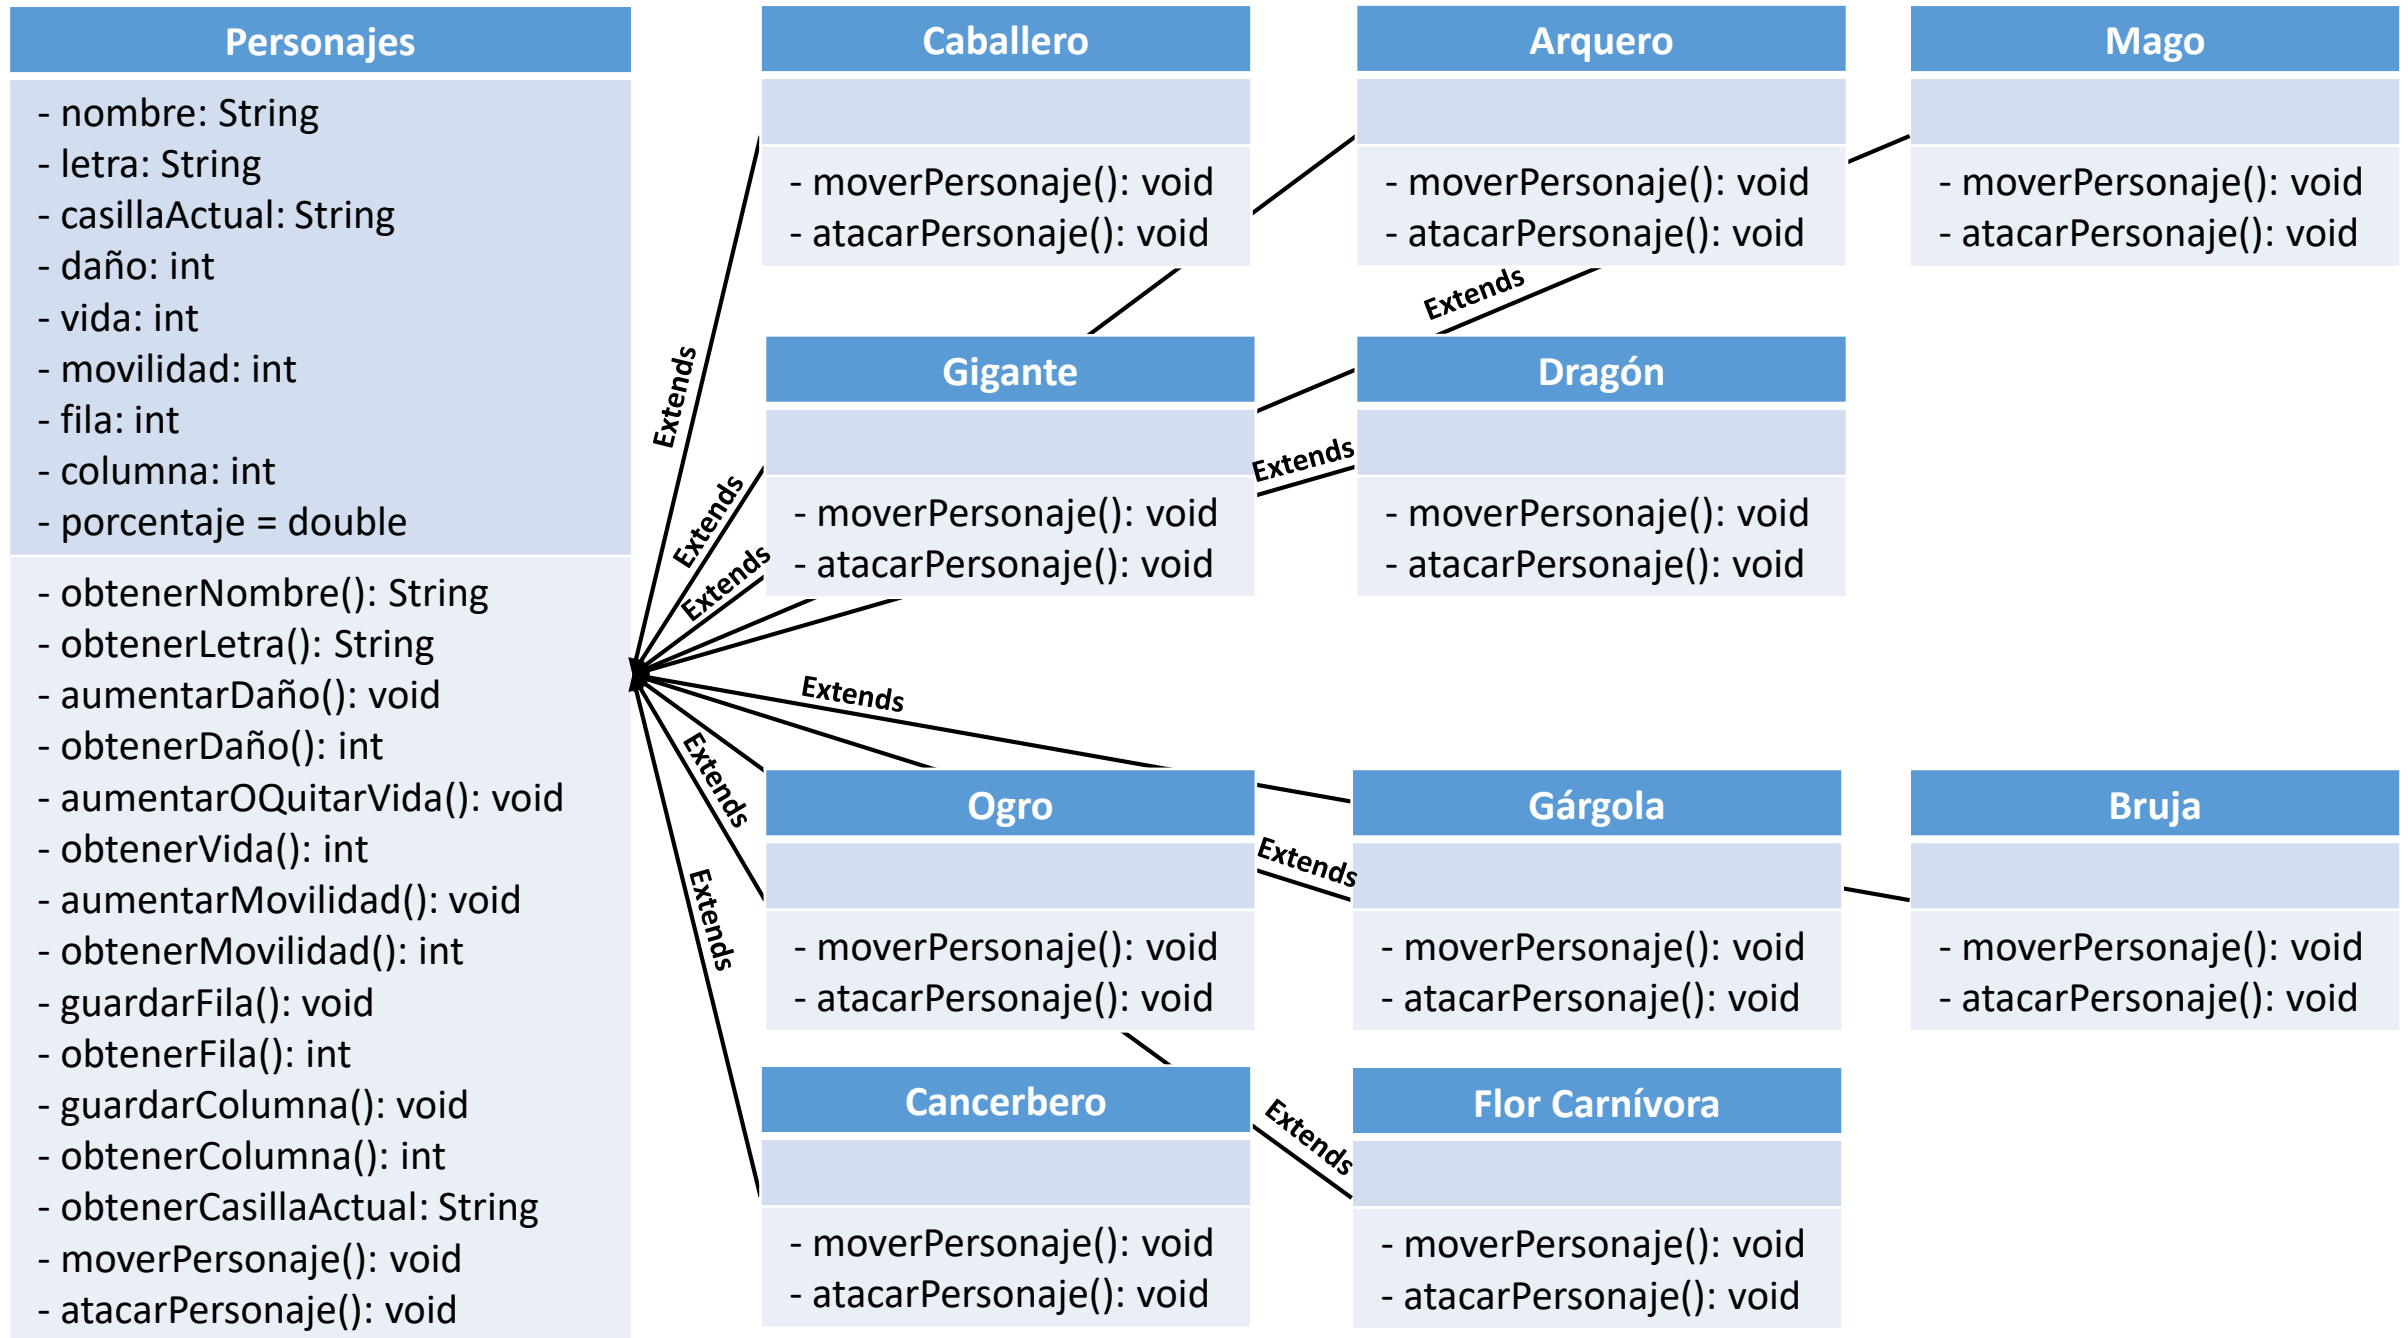 Personajes
- nombre: String
- letra: String
- casillaActual: String
- daño: int
- vida: int
- movilidad: int
- fila: int
- columna: int
- porcentaje = double
- obtenerNombre(): String
- obtenerLetra(): String
- aumentarDaño(): void
- obtenerDaño(): int
- aumentarOQuitarVida(): void
- obtenerVida(): int
- aumentarMovilidad(): void
- obtenerMovilidad(): int
- guardarFila(): void
- obtenerFila(): int
- guardarColumna(): void
- obtenerColumna(): int
- obtenerCasillaActual: String
- moverPersonaje(): void
- atacarPersonaje(): void
Caballero
- moverPersonaje(): void
- atacarPersonaje(): void
Arquero
- moverPersonaje(): void
- atacarPersonaje(): void
Mago
- moverPersonaje(): void
- atacarPersonaje(): void
Extends
Extends
Extends
Extends
Extends
Gigante
- moverPersonaje(): void
- atacarPersonaje(): void
Dragón
- moverPersonaje(): void
- atacarPersonaje(): void
Extends
Extends
Extends
Extends
Extends
Ogro
- moverPersonaje(): void
- atacarPersonaje(): void
Gárgola
- moverPersonaje(): void
- atacarPersonaje(): void
Bruja
- moverPersonaje(): void
- atacarPersonaje(): void
Cancerbero
- moverPersonaje(): void
- atacarPersonaje(): void
Flor Carnívora
- moverPersonaje(): void
- atacarPersonaje(): void